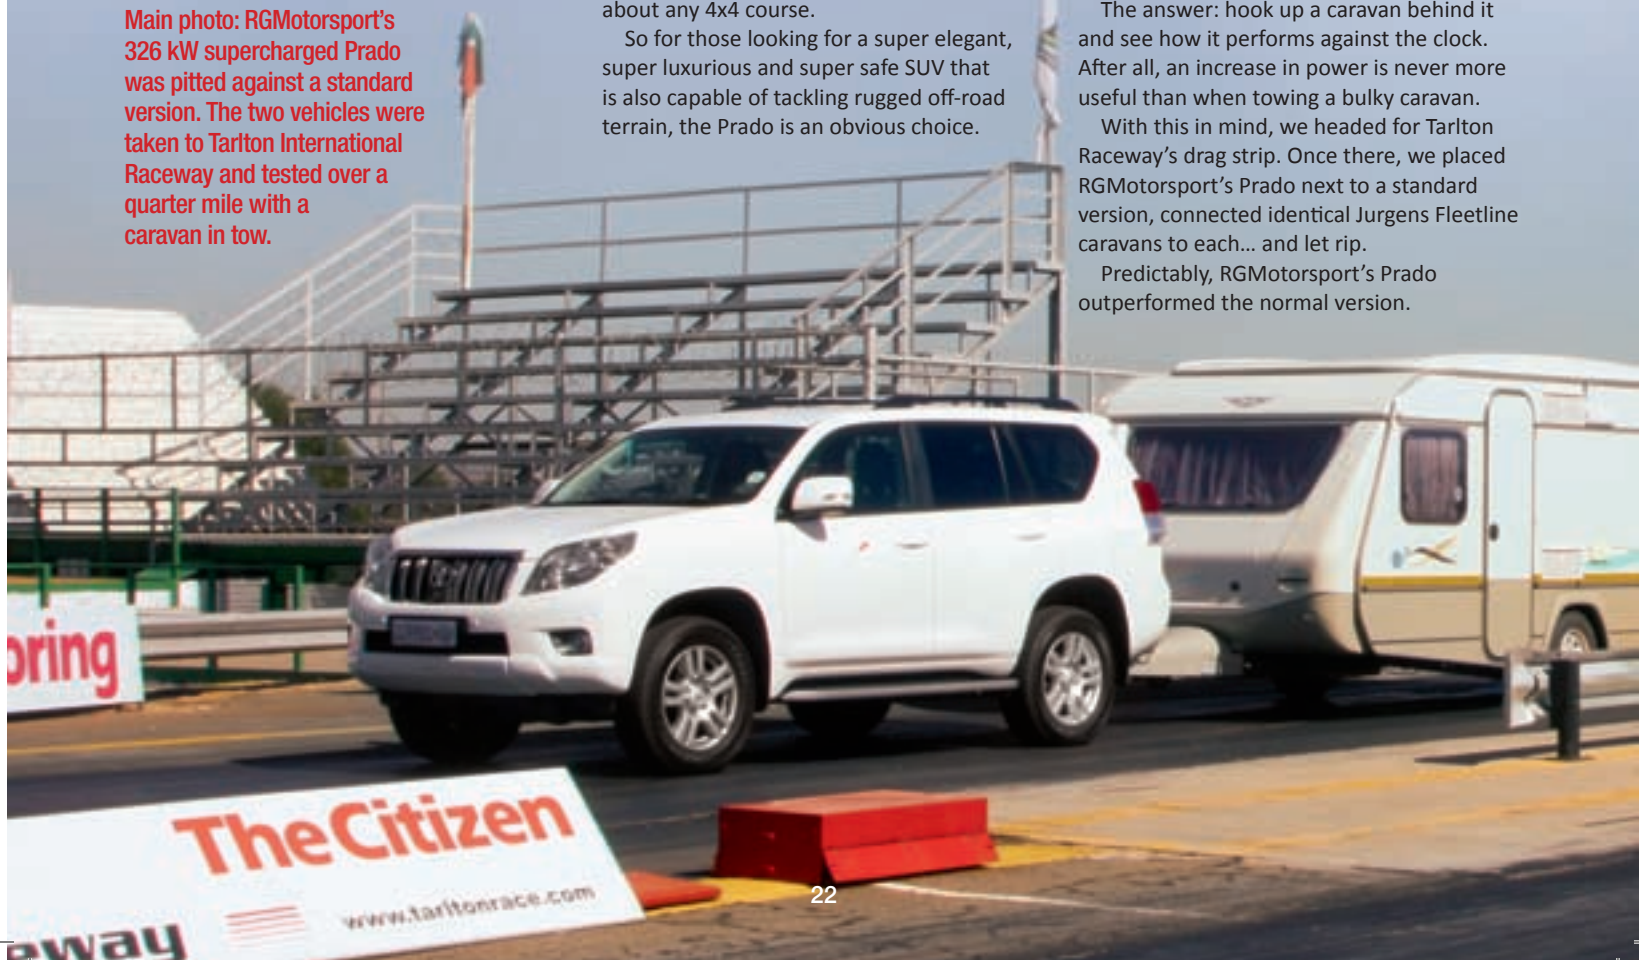 Main photo: RGMotorsport's
326 kW supercharged Prado
was pitted against a standard
version. The two vehicles were
taken to Tarlton International
Raceway and tested over a
quarter mile with a
caravan in tow.
about any 4x4 course.
So for those looking for a super elegant,
super luxurious and super safe SUV that
is also capable of tackling rugged off-road
terrain, the Prado is an obvious choice.
The answer: hook up a caravan behind it
and see how it performs against the clock.
After all, an increase in power is never more
useful than when towing a bulky caravan.
With this in mind, we headed for Tarlton
Raceway's drag strip. Once there, we placed
RGMotorsport's Prado next to a standard
version, connected identical Jurgens Fleetline
caravans to each… and let rip.
Predictably, RGMotorsport's Prado
outperformed the normal version.
oring
TheCitizen
www.tarltonrace.com
eway
22